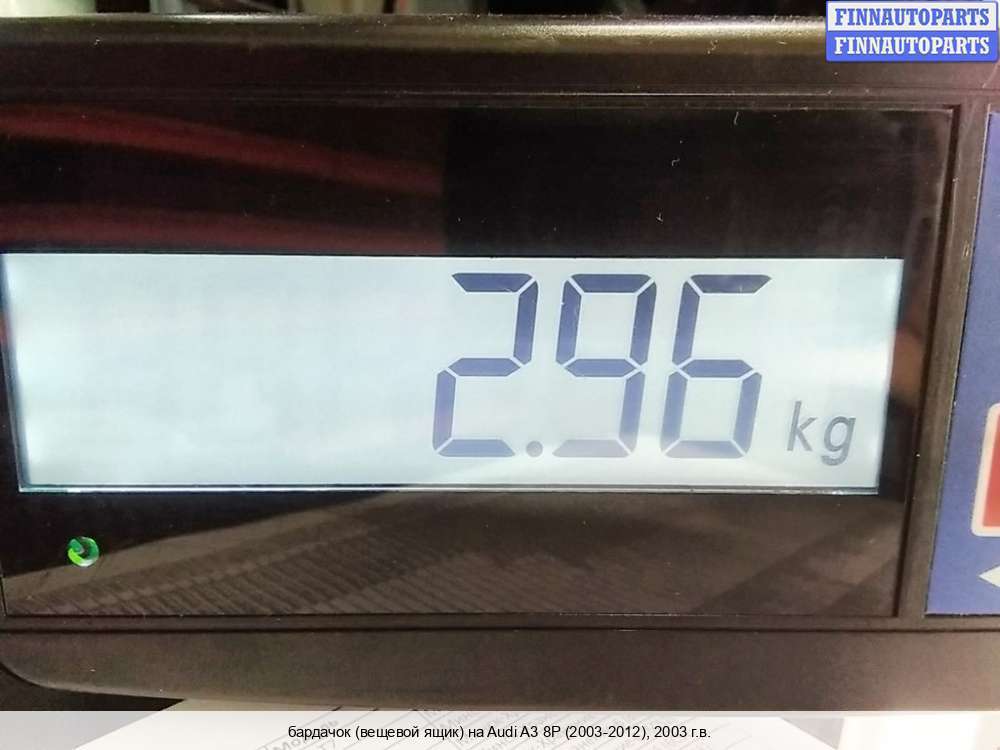 FINNAUTOPARTS
FINNAUTOPARTS
2.96 kg
бардачок (вещевой ящик) на Audi A3 8P (2003-2012), 2003 г.в.